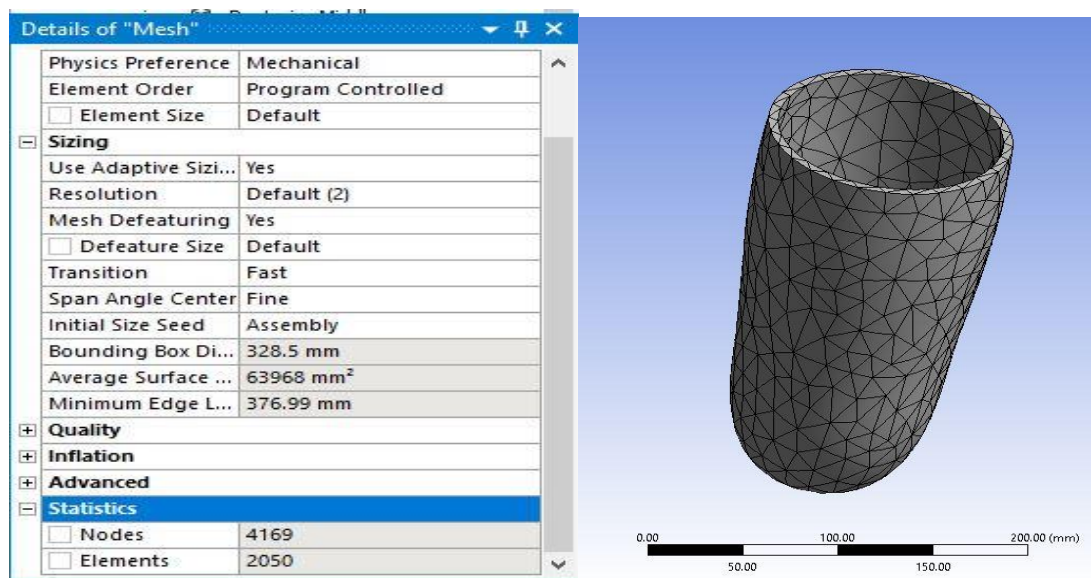 Details of "Mesh"
Physics Preference Mechanical
Element Order Program Controlled
Element Size Default
Sizing
Use Adaptive Sizi... Yes
Resolution Default (2)
Mesh Defeaturing Yes
Defeature Size Default
Transition Fast
Span Angle Center Fine
Initial Size Seed Assembly
Bounding Box Di... 328.5 mm
Average Surface ... 63968 mm²
Minimum Edge L... 376.99 mm
Quality
Inflation
Advanced
Statistics
Nodes 4169
Elements 2050
0.00 100.00 200.00 (mm)
50.00 150.00